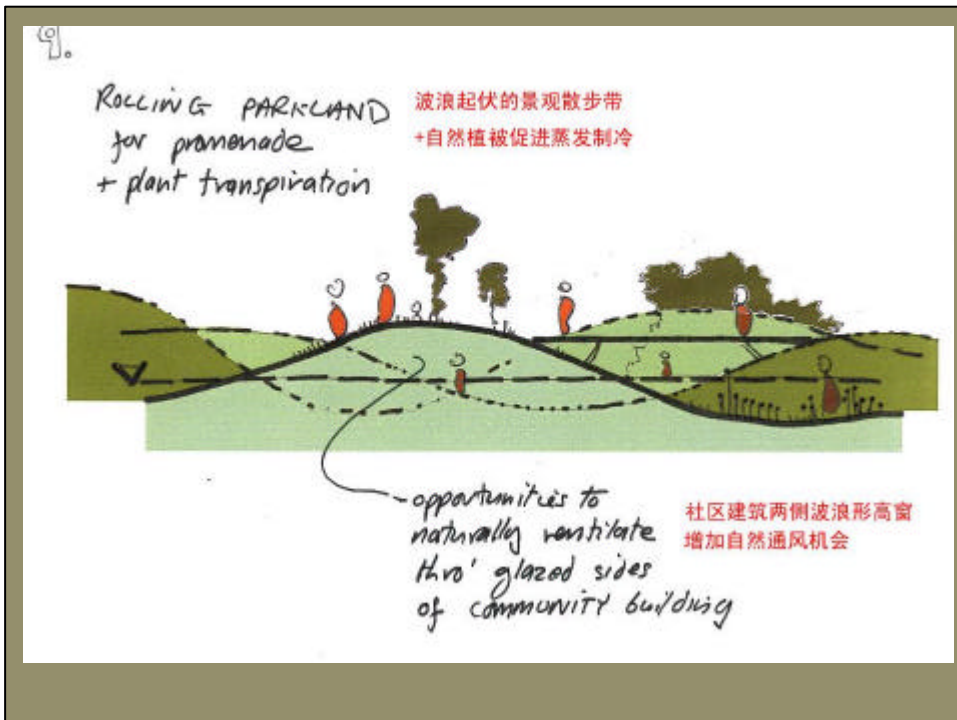 9.
ROLLING PARKLAND
for promenade
+ plant transpiration
波浪起伏的景观散步带
+自然植被促进蒸发制冷
opportunities to
naturally ventilate
thro' glazed sides
of COMMUNITY building
社区建筑两侧波浪形高窗
增加自然通风机会